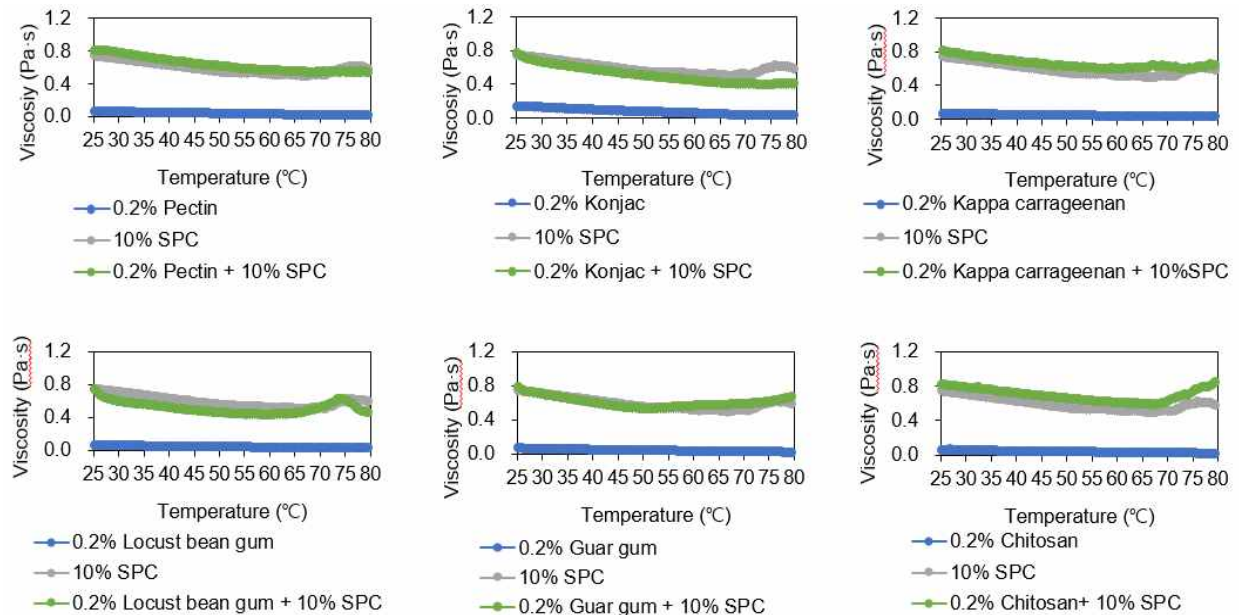 Viscosiy (Pa·s)
1.2
0.8
0.4
0.0
25 30 35 40 45 50 55 60 65 70 75 80
Temperature (℃)
0.2% Pectin
10% SPC
0.2% Pectin + 10% SPC
Viscosity (Pa·s)
1.2
0.8
0.4
0.0
25 30 35 40 45 50 55 60 65 70 75 80
Temperature (℃)
0.2% Konjac
10% SPC
0.2% Konjac + 10% SPC
Viscosity (Pa·s)
1.2
0.8
0.4
0.0
25 30 35 40 45 50 55 60 65 70 75 80
Temperature (℃)
0.2% Kappa carrageenan
10% SPC
0.2% Kappa carrageenan + 10%SPC
Viscosity (Pa·s)
1.2
0.8
0.4
0.0
25 30 35 40 45 50 55 60 65 70 75 80
Temperature (℃)
0.2% Locust bean gum
10% SPC
0.2% Locust bean gum + 10% SPC
Viscosity (Pa·s)
1.2
0.8
0.4
0.0
25 30 35 40 45 50 55 60 65 70 75 80
Temperature (℃)
0.2% Guar gum
10% SPC
0.2% Guar gum + 10% SPC
Viscosity (Pa·s)
1.2
0.8
0.4
0.0
25 30 35 40 45 50 55 60 65 70 75 80
Temperature (℃)
0.2% Chitosan
10% SPC
0.2% Chitosan+ 10% SPC